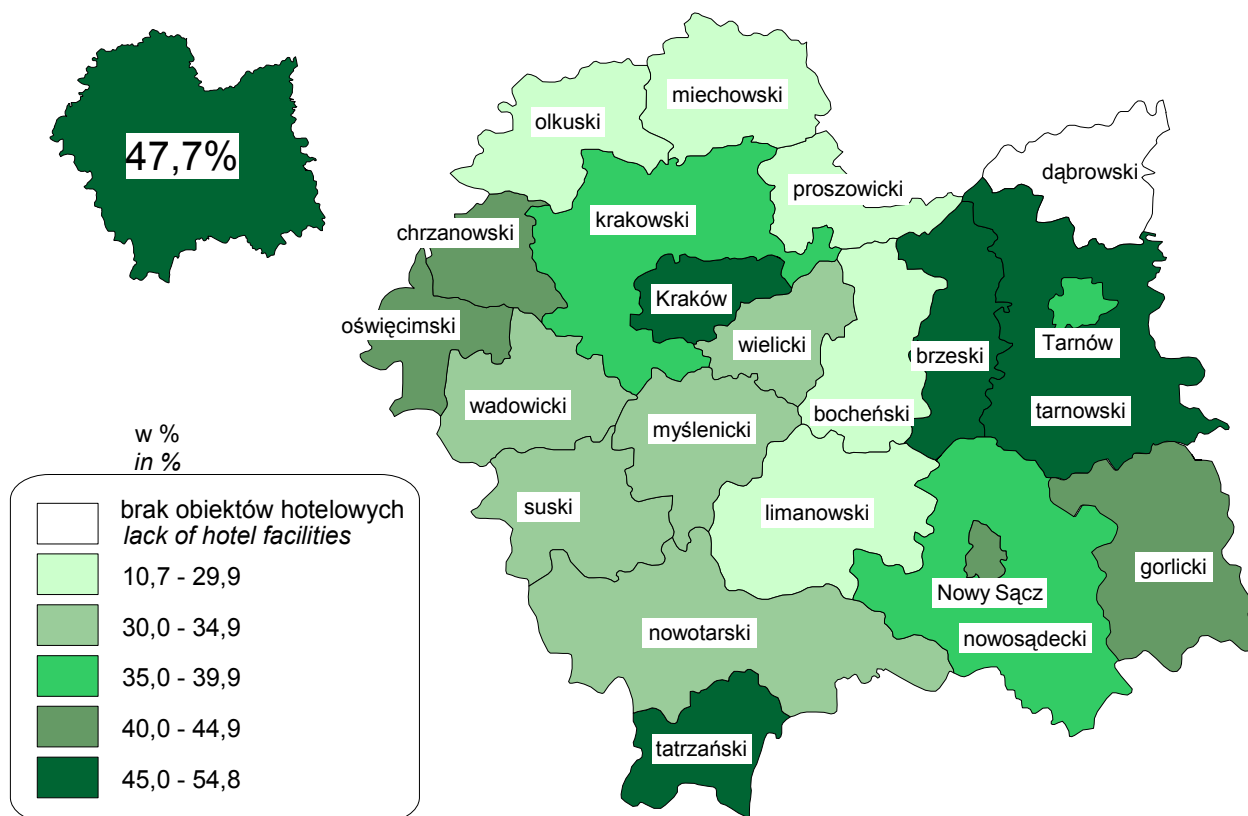 47,7%
miechowski
olkuski
dąbrowski
proszowicki
krakowski
chrzanowski
Kraków
oświęcimski
wielicki
brzeski
Tarnów
wadowicki
bocheński
tarnowski
myślenicki
suski
limanowski
gorlicki
Nowy Sącz
nowotarski
nowosądecki
tatrzański
w %
in %
brak obiektów hotelowych
lack of hotel facilities
10,7 - 29,9
30,0 - 34,9
35,0 - 39,9
40,0 - 44,9
45,0 - 54,8